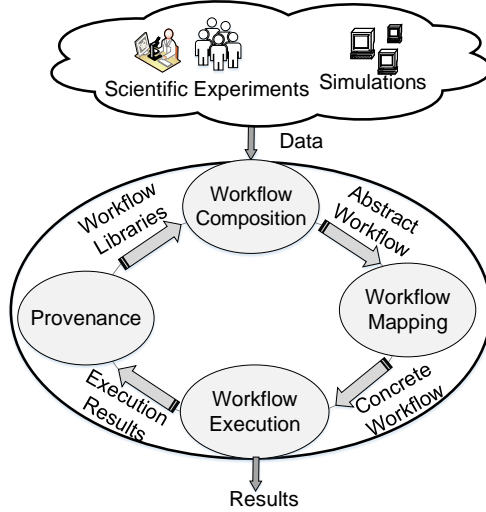 Scientific Experiments
Simulations
Data
Workflow
Composition
Workflow
Libraries
Abstract
Workflow
Provenance
Workflow
Mapping
Execution
Results
Workflow
Execution
Concrete
Workflow
Results